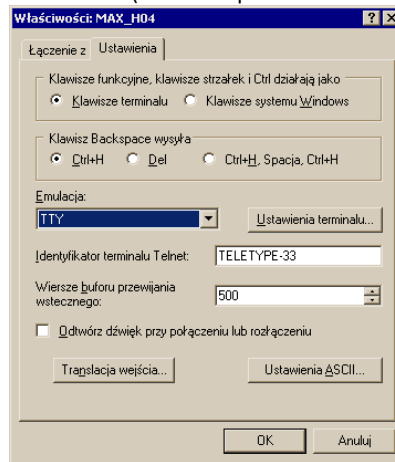 Właściwości: MAX_H04
Łączenie z Ustawienia
Klawisze funkcyjne, klawisze strzałek i Ctrl działają jako
Klawisze terminalu Klawisze systemu Windows
Klawisz Backspace wysyła
Ctrl+H Del Ctrl+H, Spacja, Ctrl+H
Emulacja:
TTY Ustawienia terminalu...
Identyfikator terminalu Telnet: TELETYPE-33
Wiersze buforu przewijania
wstecznego: 500
Odtwórz dźwięk przy połączeniu lub rozłączeniu
Translacja wejścia... Ustawienia ASCII...
OK Anuluj